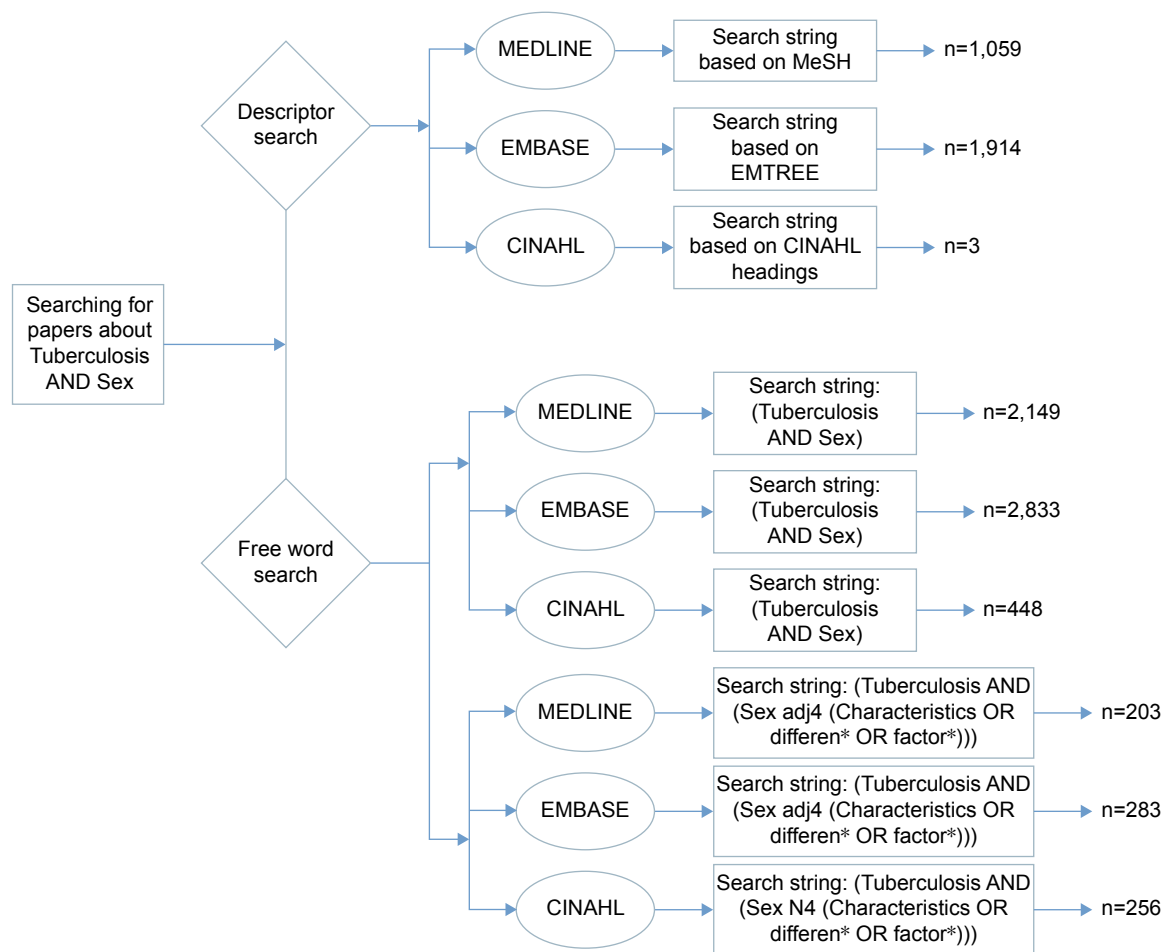 MEDLINE
Search string
based on MeSH
n=1,059
Descriptor
search
EMBASE
Search string
based on
EMTREE
n=1,914
CINAHL
Search string
based on CINAHL
headings
n=3
Searching for
papers about
Tuberculosis
AND Sex
MEDLINE
Search string:
(Tuberculosis
AND Sex)
n=2,149
Free word
search
EMBASE
Search string:
(Tuberculosis
AND Sex)
n=2,833
CINAHL
Search string:
(Tuberculosis
AND Sex)
n=448
MEDLINE
Search string: (Tuberculosis AND
(Sex adj4 (Characteristics OR
differen* OR factor*)))
n=203
EMBASE
Search string: (Tuberculosis AND
(Sex adj4 (Characteristics OR
differen* OR factor*)))
n=283
CINAHL
Search string: (Tuberculosis AND
(Sex N4 (Characteristics OR
differen* OR factor*)))
n=256